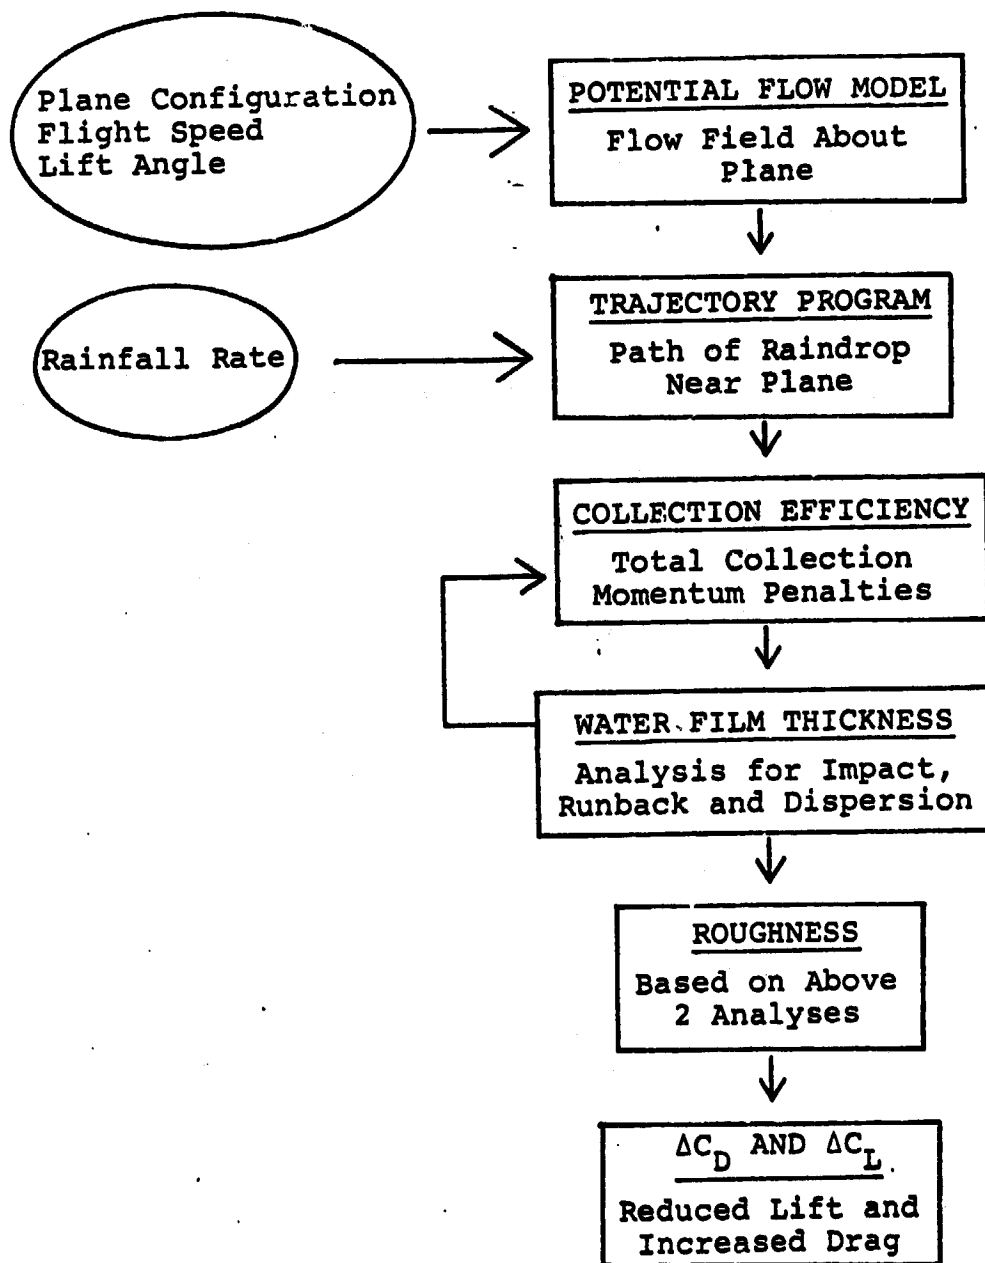 Plane Configuration
Flight Speed
Lift Angle
POTENTIAL FLOW MODEL
Flow Field About
Plane
Rainfall Rate
TRAJECTORY PROGRAM
Path of Raindrop
Near Plane
COLLECTION EFFICIENCY
Total Collection
Momentum Penalties
WATER FILM THICKNESS
Analysis for Impact,
Runback and Dispersion
ROUGHNESS
Based on Above
2 Analyses
ΔC_D AND ΔC_L
Reduced Lift and
Increased Drag